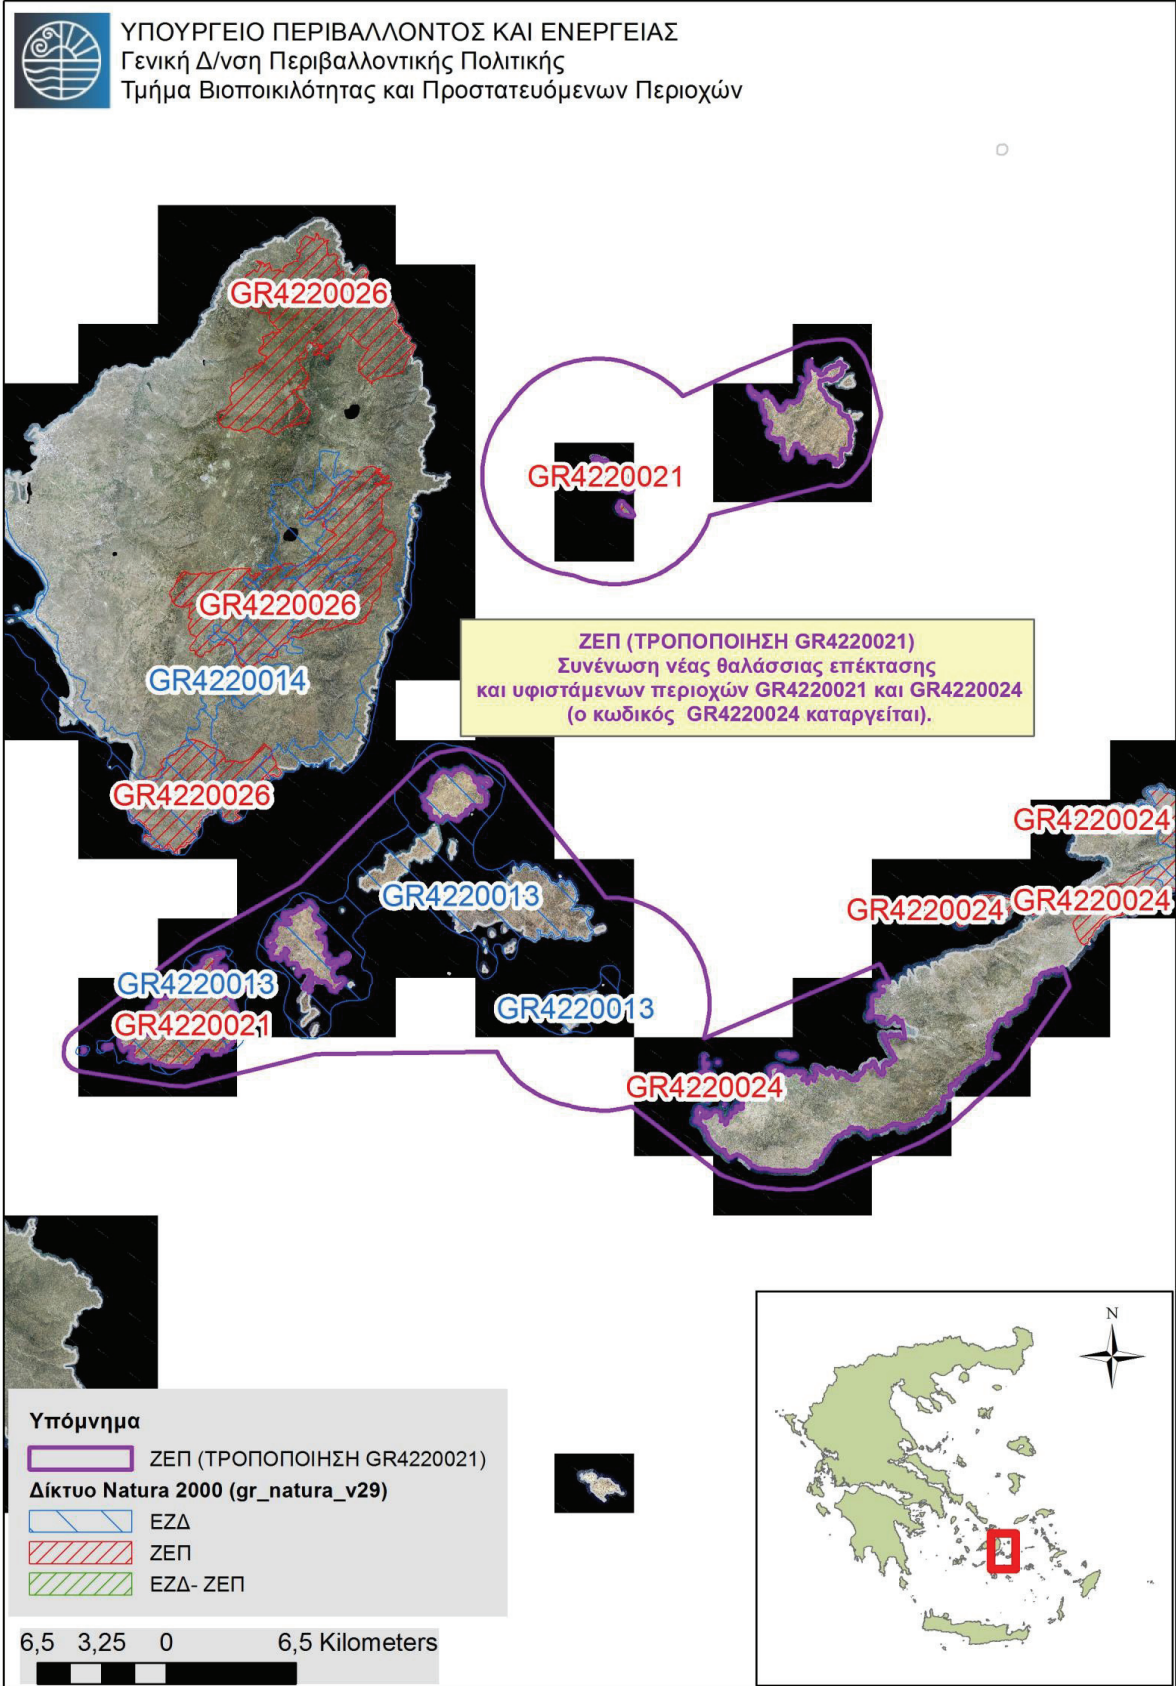 ΥΠΟΥΡΓΕΙΟ ΠΕΡΙΒΑΛΛΟΝΤΟΣ ΚΑΙ ΕΝΕΡΓΕΙΑΣ
Γενική Δ/νση Περιβαλλοντικής Πολιτικής
Τμήμα Βιοποικιλότητας και Προστατευόμενων Περιοχών
GR4220026
GR4220021
GR4220026
ΖΕΠ (ΤΡΟΠΟΠΟΙΗΣΗ GR4220021)
Συνένωση νέας θαλάσσιας επέκτασης
και υφιστάμενων περιοχών GR4220021 και GR4220024
(ο κωδικός GR4220024 καταργείται).
GR4220014
GR4220026
GR4220024
GR4220013
GR4220024
GR4220024
GR4220013
GR4220013
GR4220021
GR4220024
N
Υπόμνημα
ΖΕΠ (ΤΡΟΠΟΠΟΙΗΣΗ GR4220021)
Δίκτυο Natura 2000 (gr_natura_v29)
ΕΖΔ
ΖΕΠ
ΕΖΔ- ΖΕΠ
6,5 3,25 0 6,5 Kilometers